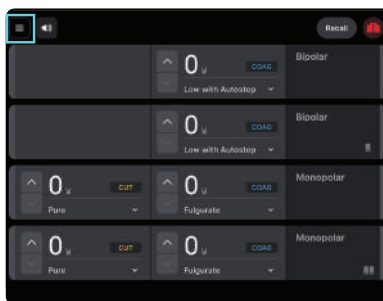 Recall
Bipolar
0 W COAG
Low with Autostop
Bipolar
0 W COAG
Low with Autostop
Monopolar
0 W CUT 0 W COAG
Pure Fulgurate
Monopolar
0 W CUT 0 W COAG
Pure Fulgurate